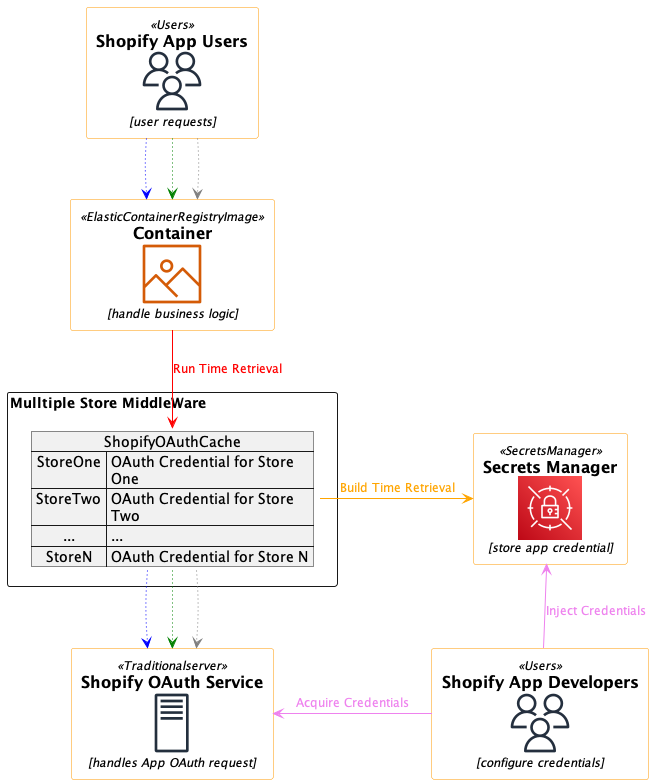 «Users»
Shopify App Users
[user requests]
«ElasticContainerRegistryImage»
Container
[handle business logic]
Run Time Retrieval
Mulltiple Store MiddleWare
ShopifyOAuthCache
StoreOne OAuth Credential for Store
One
StoreTwo OAuth Credential for Store
Two
... ...
StoreN OAuth Credential for Store N
Build Time Retrieval
«SecretsManager»
Secrets Manager
[store app credential]
Inject Credentials
«Traditionalserver»
Shopify OAuth Service
[handles App OAuth request]
Acquire Credentials
«Users»
Shopify App Developers
[configure credentials]